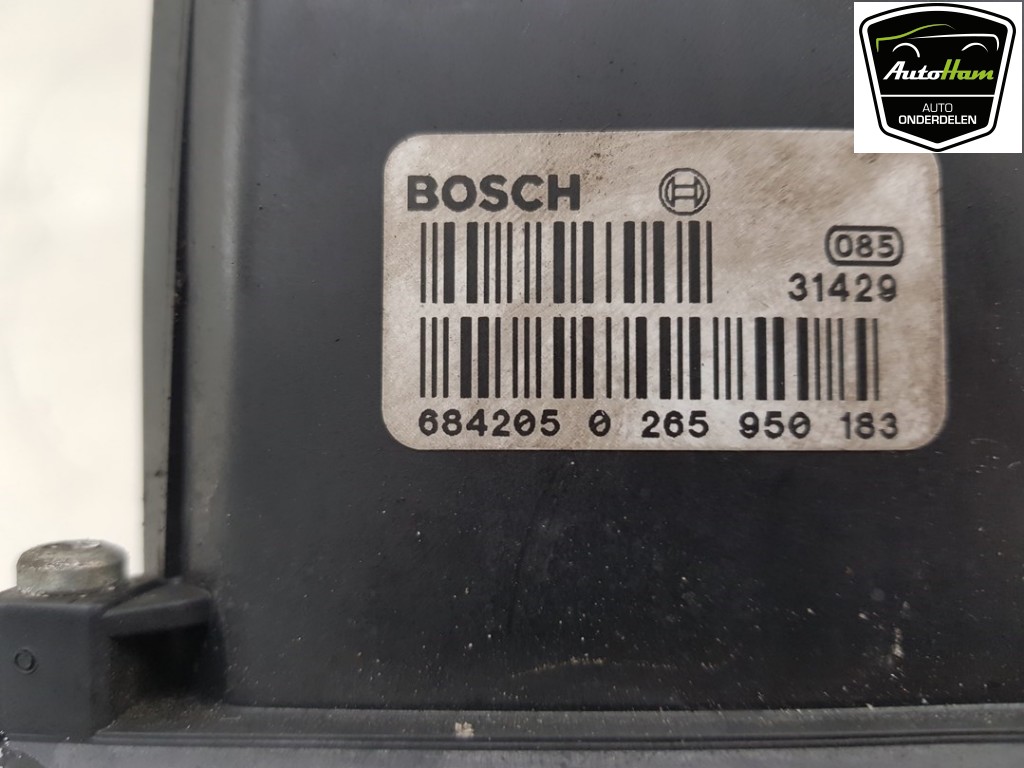 AutoHam
AUTO
ONDERDELEN
BOSCH
085
31429
684205 0 265 950 183